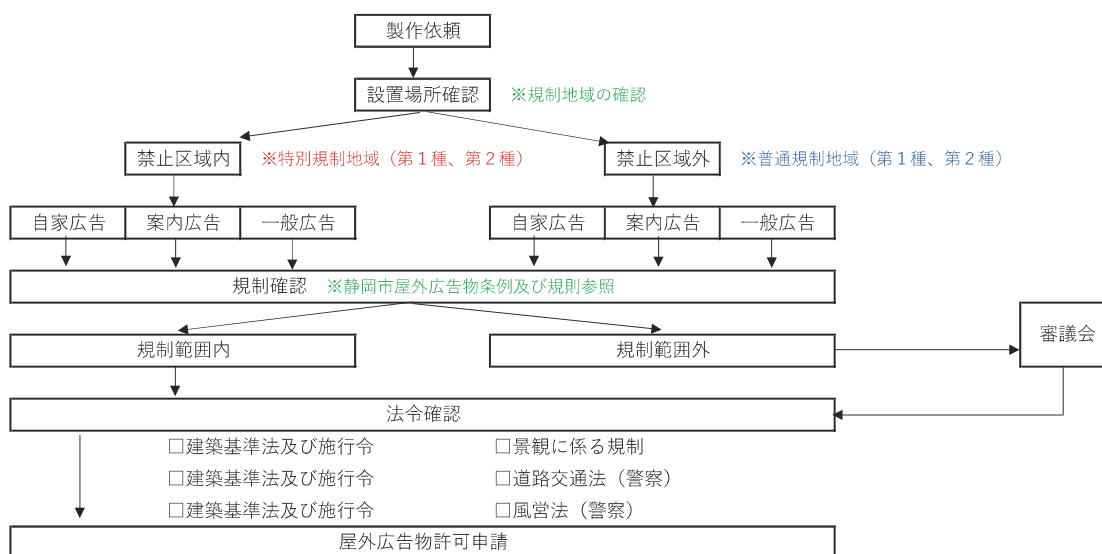 製作依頼
設置場所確認 ※規制地域の確認
禁止区域内 ※特別規制地域（第１種、第２種） 禁止区域外 ※普通規制地域（第１種、第２種）
自家広告 案内広告 一般広告 自家広告 案内広告 一般広告
規制確認 ※静岡市屋外広告物条例及び規則参照
審議会
規制範囲内 規制範囲外
法令確認
□建築基準法及び施行令 □景観に係る規制
□建築基準法及び施行令 □道路交通法（警察）
□建築基準法及び施行令 □風営法（警察）
屋外広告物許可申請